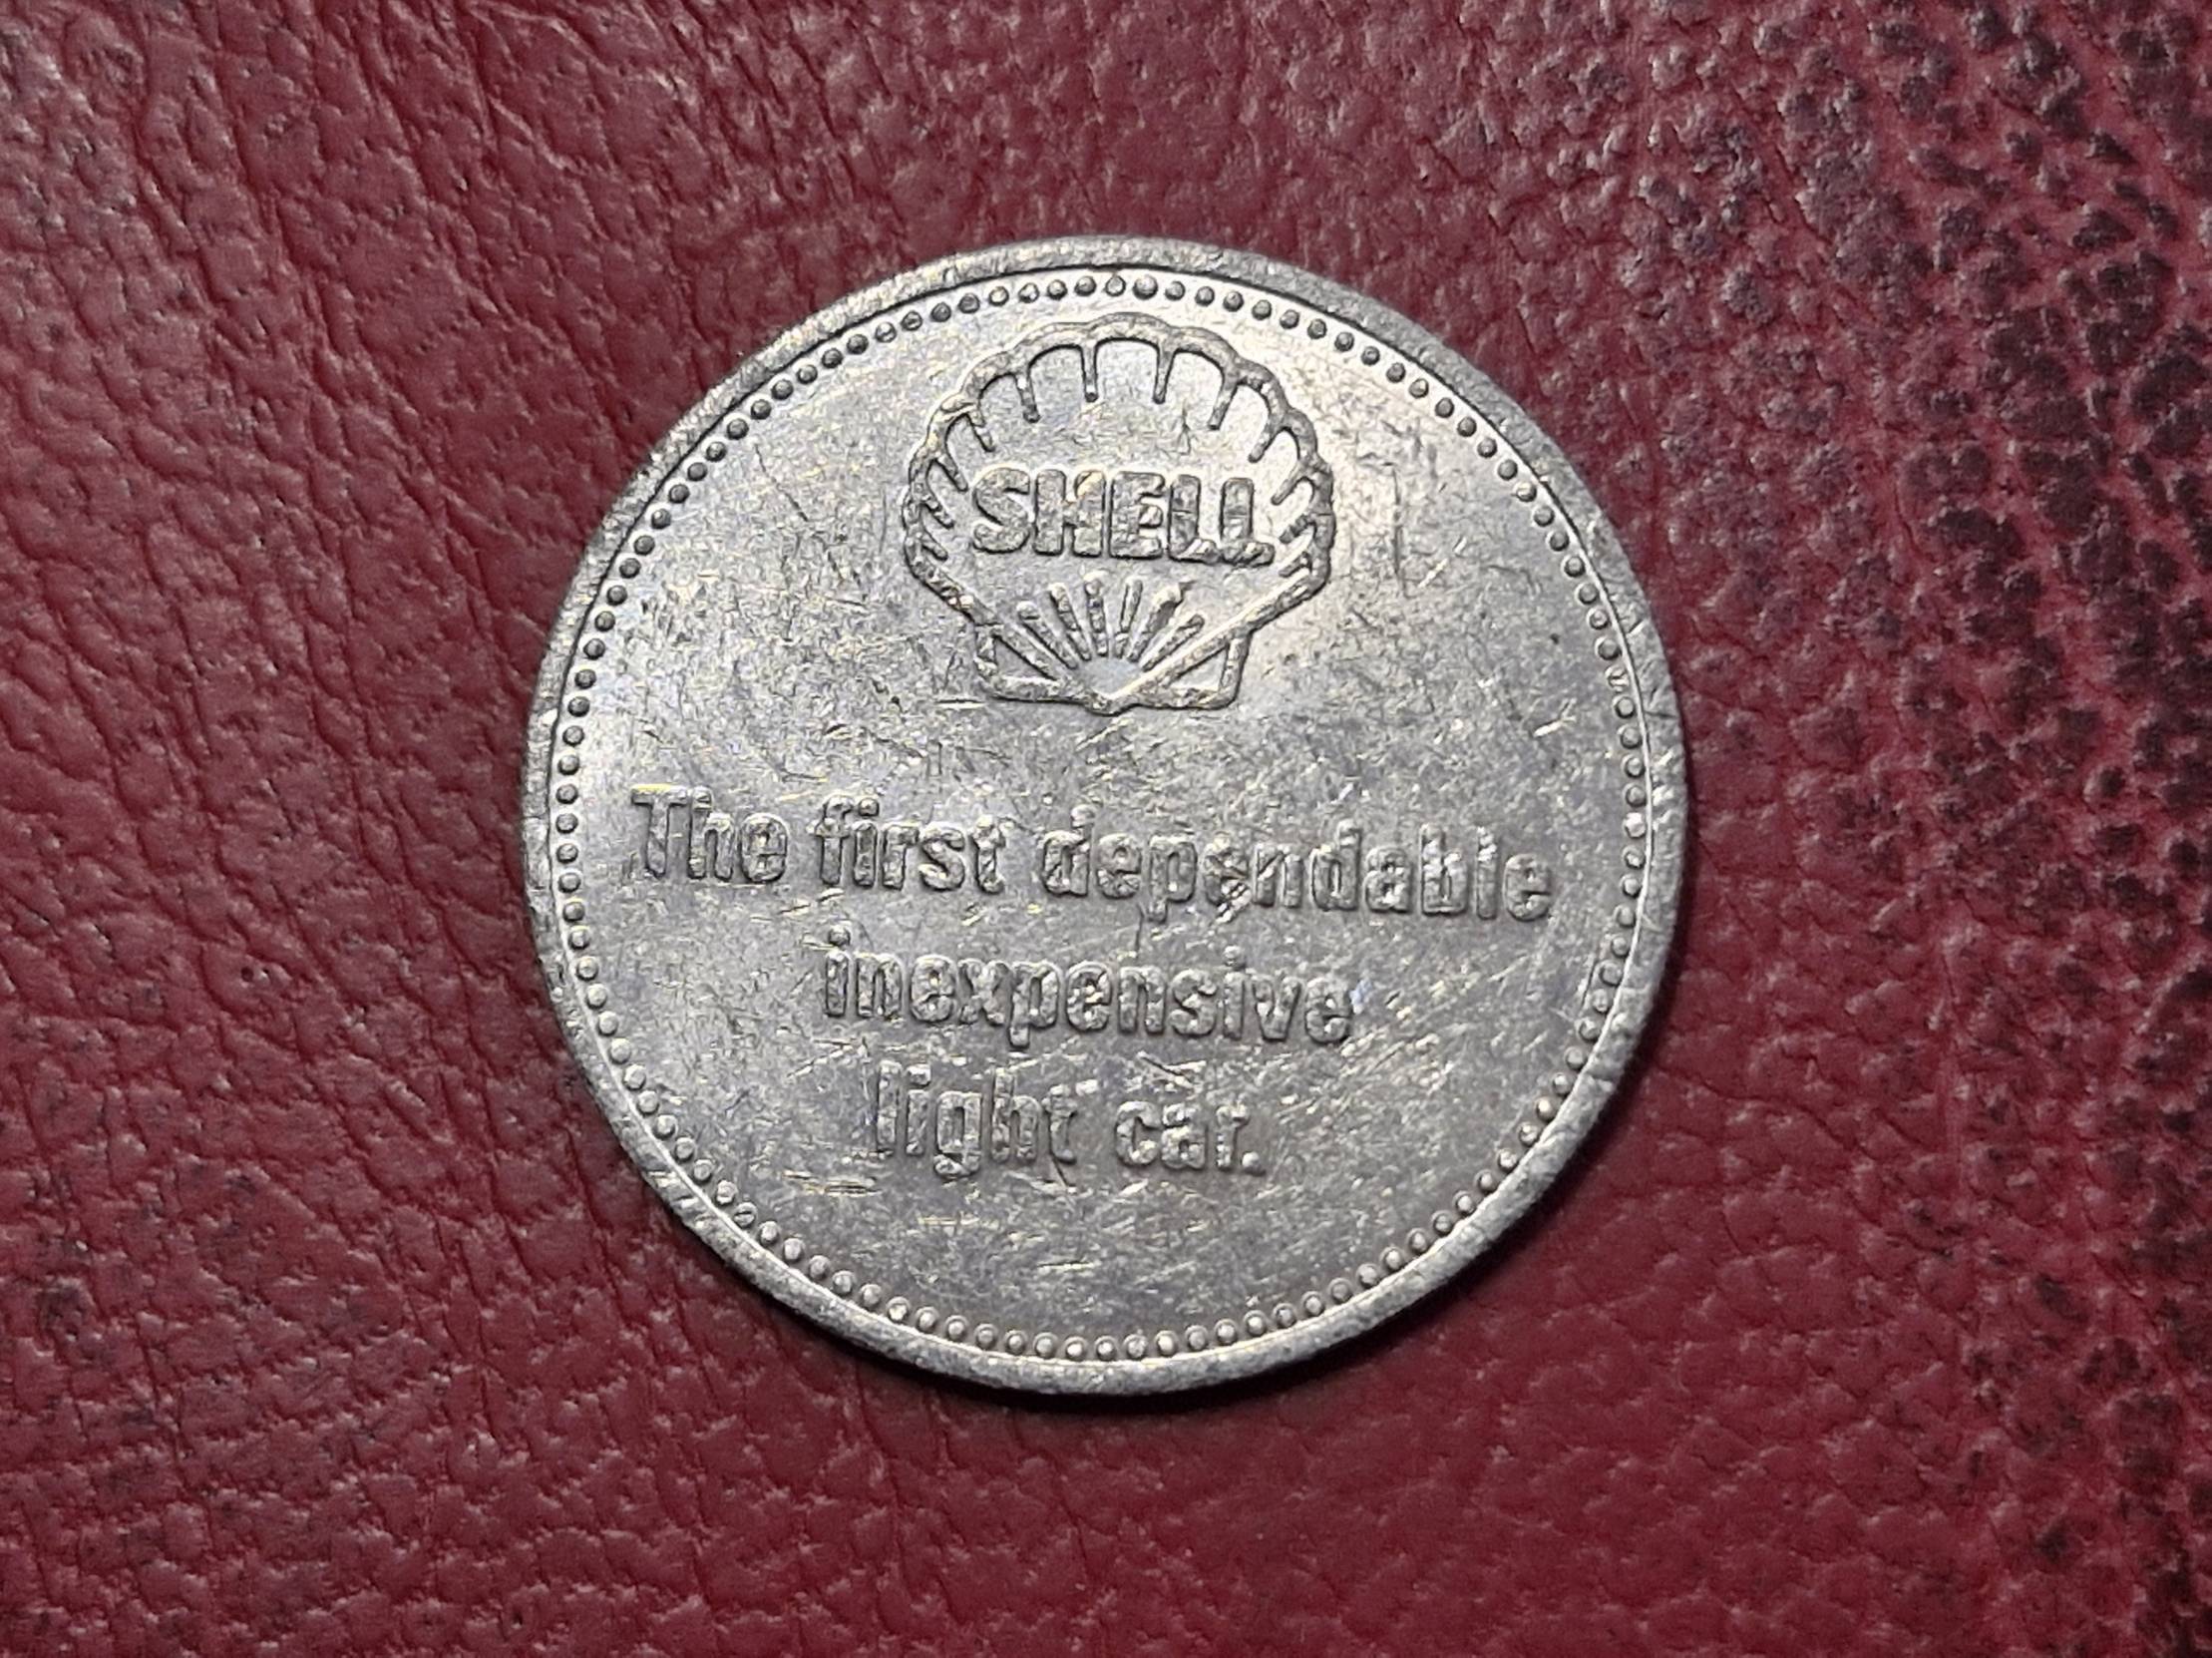 SHELL
The first dependable
inexpensive
light car.